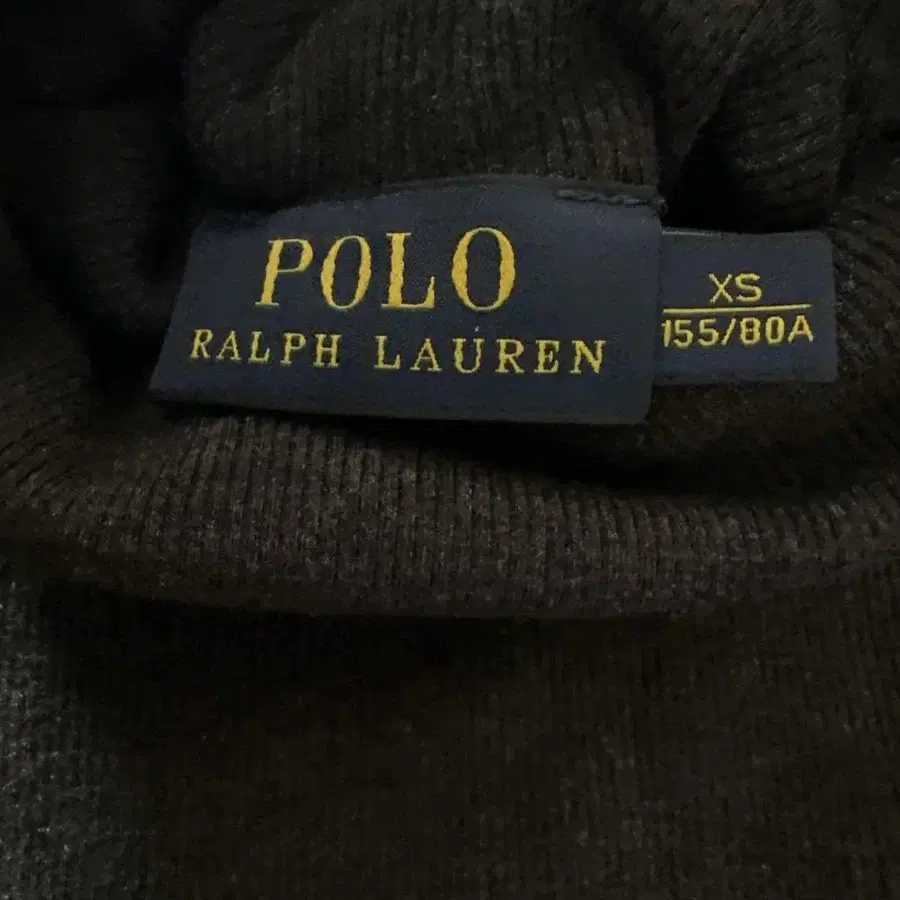 POLO
RALPH LAUREN
XS
155/80A